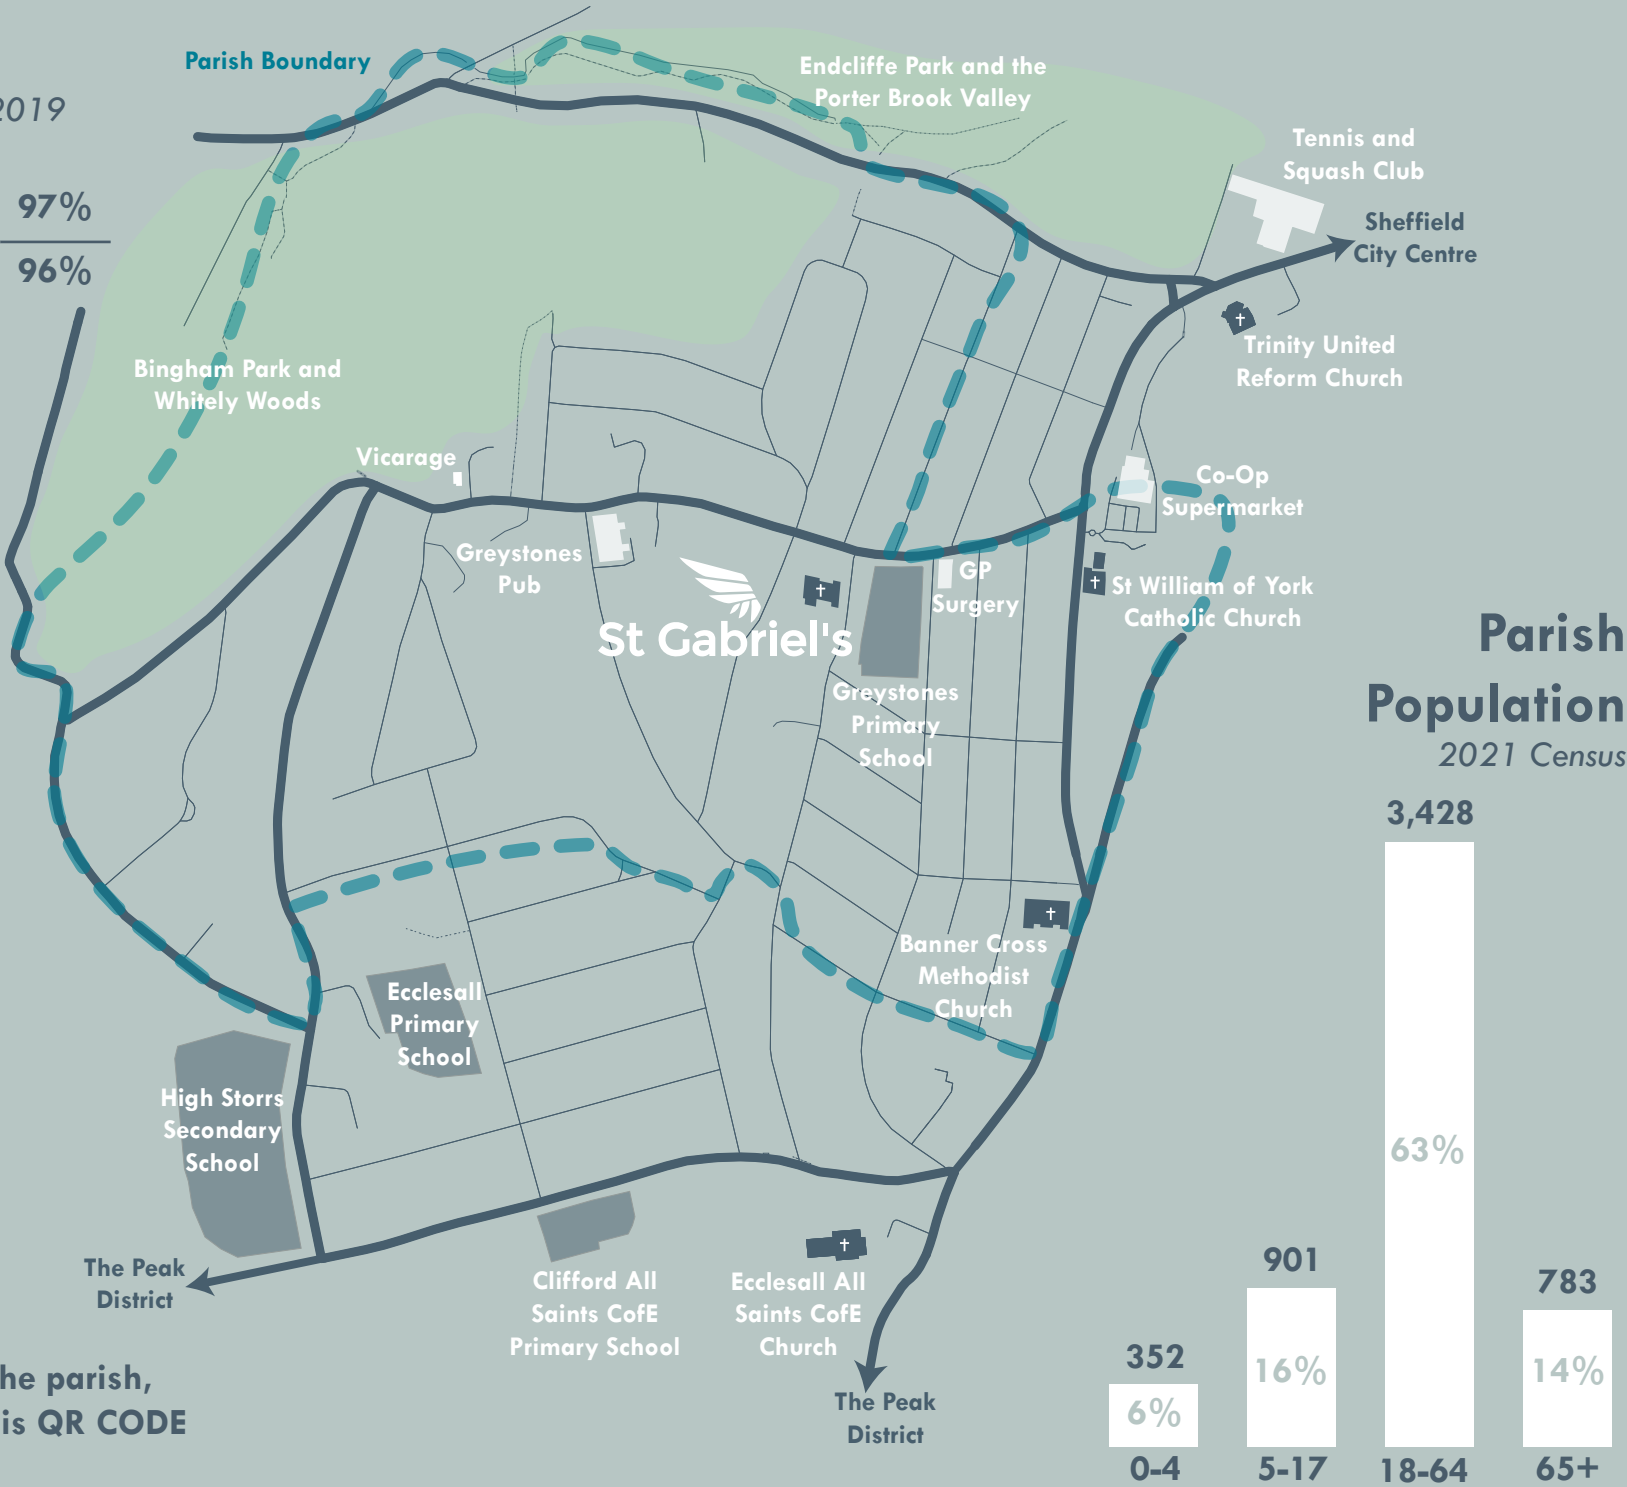 Parish Boundary
2019
97%
96%
Endcliffe Park and the
Porter Brook Valley
Tennis and
Squash Club
Sheffield
City Centre
Trinity United
Reform Church
Bingham Park and
Whitely Woods
Vicarage
Greystones
Pub
Co-Op
Supermarket
GP
Surgery
St William of York
Catholic Church
St Gabriel's
Greystones
Primary
School
Parish
Population
2021 Census
3,428
63%
901
16%
783
14%
352
6%
0-4
5-17
18-64
65+
Banner Cross
Methodist
Church
Ecclesall
Primary
School
High Storrs
Secondary
School
The Peak
District
Clifford All
Saints CofE
Primary School
Ecclesall All
Saints CofE
Church
The Peak
District
he parish,
is QR CODE